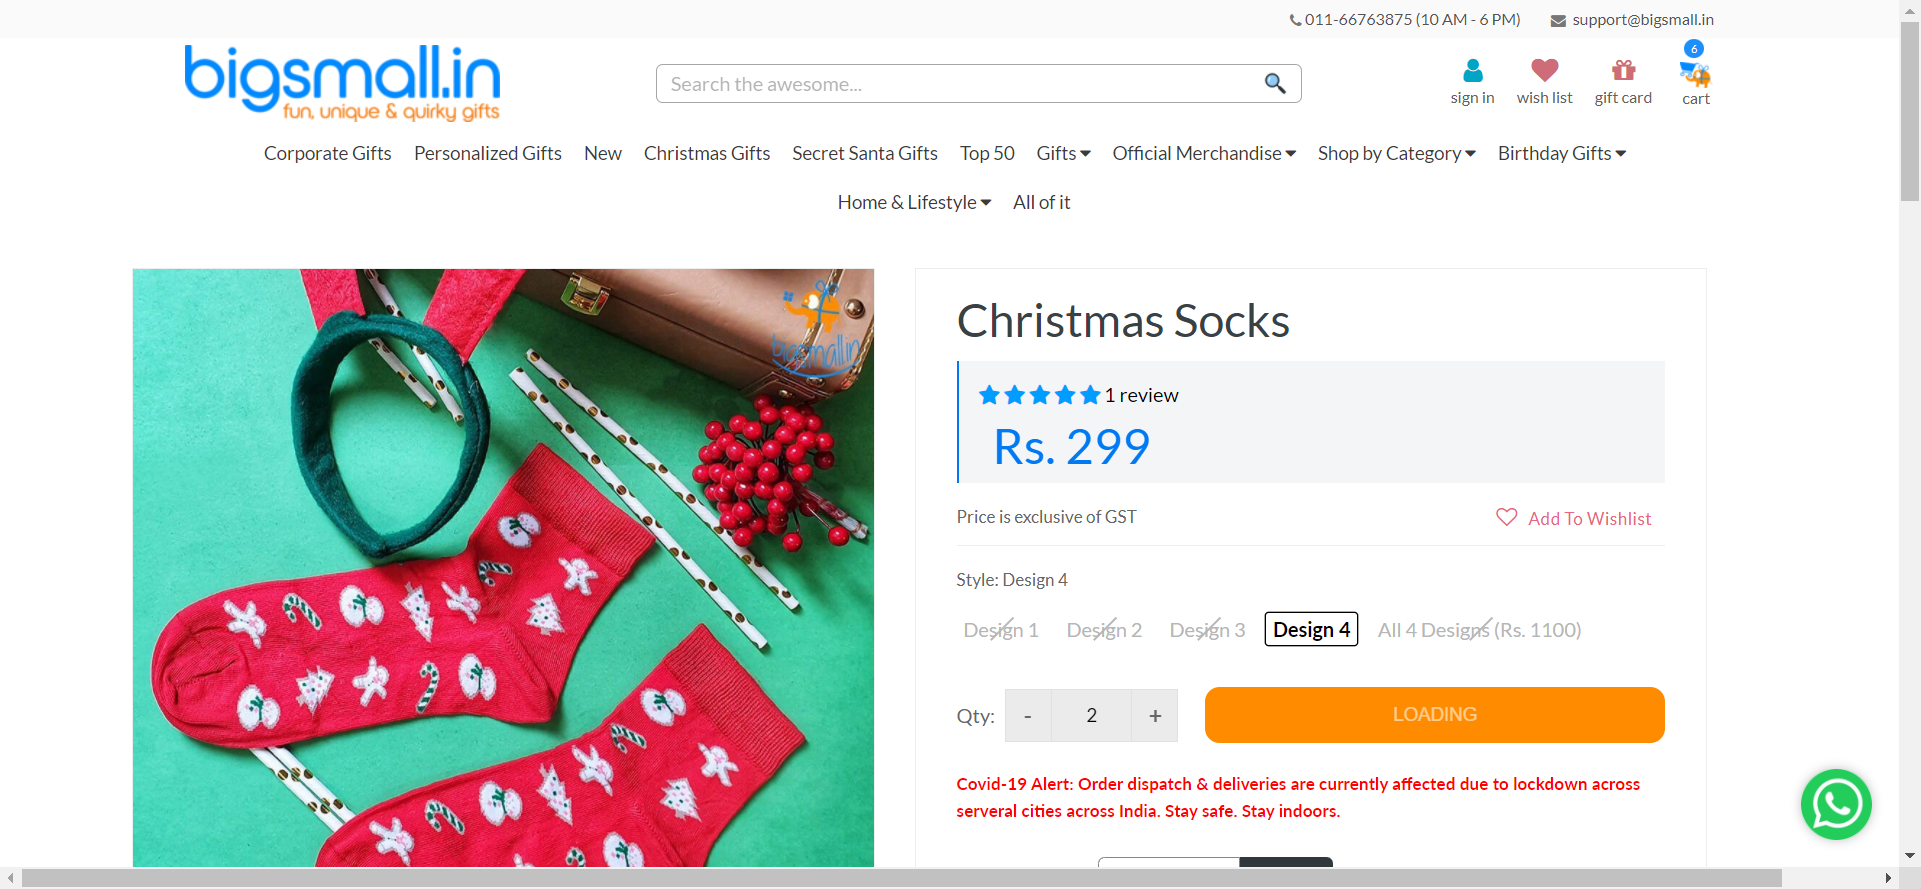 011-66763875 (10 AM - 6 PM) support@bigsmall.in
bigsmall.in
fun, unique & quirky gifts
Search the awesome...
6
sign in wish list gift card cart
Corporate Gifts Personalized Gifts New Christmas Gifts Secret Santa Gifts Top 50 Gifts Official Merchandise Shop by Category Birthday Gifts
Home & Lifestyle All of it
bigsmall.in
Christmas Socks
1 review
Rs. 299
Price is exclusive of GST Add To Wishlist
Style: Design 4
Design 1 Design 2 Design 3 Design 4 All 4 Designs (Rs. 1100)
Qty: - 2 + LOADING
Covid-19 Alert: Order dispatch & deliveries are currently affected due to lockdown across
serveral cities across India. Stay safe. Stay indoors.